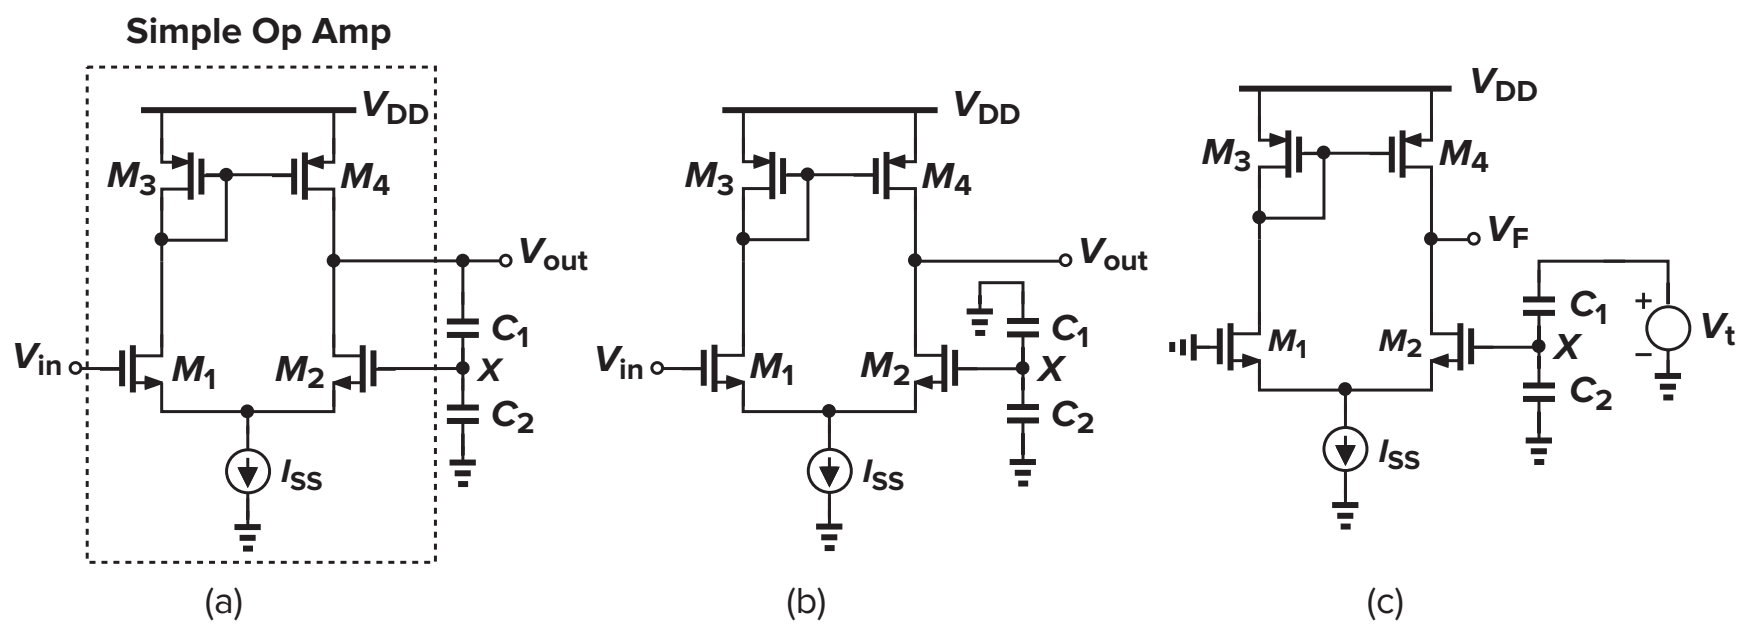 Simple Op Amp
VDD
M3
M4
Vout
C1
Vin
M1
M2
X
C2
ISS
(a)
VDD
M3
M4
Vout
C1
Vin
M1
M2
X
C2
ISS
(b)
VDD
M3
M4
VF
C1
+
Vt
M1
M2
X
−
C2
ISS
(c)